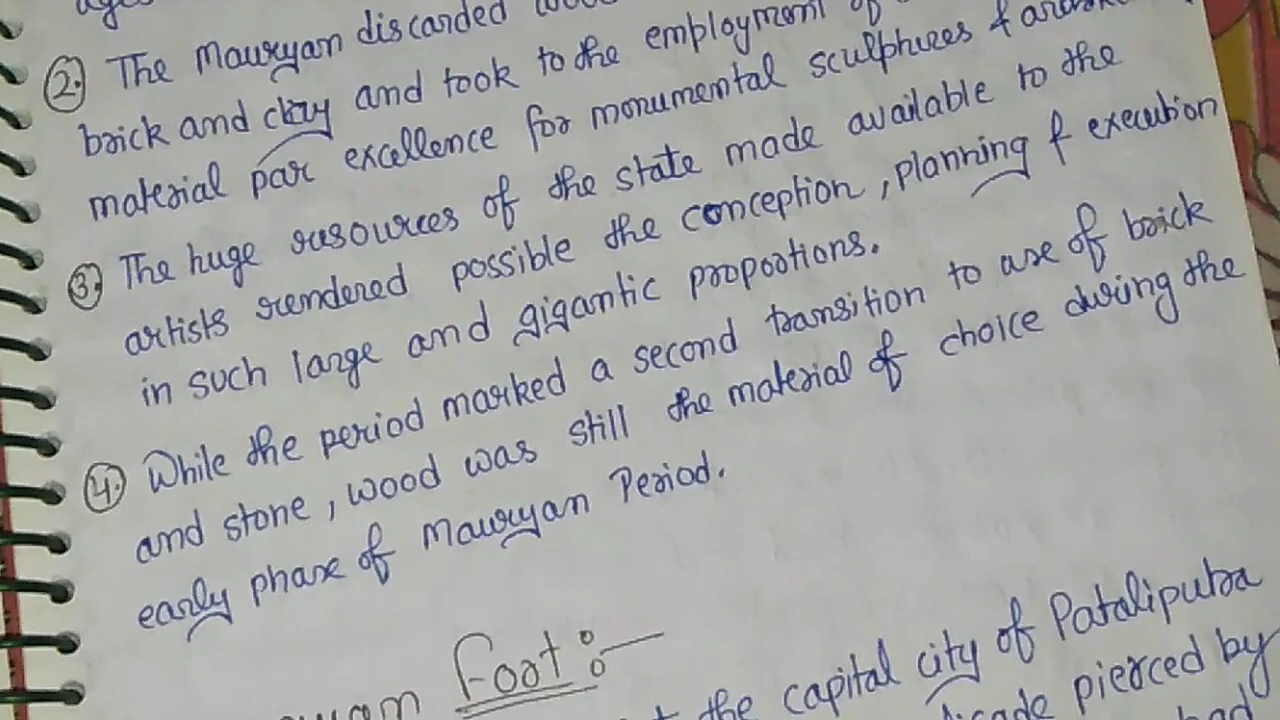 ② The Mauryan discarded
brick and clay and took to the employment of
material par excellence for monumental sculptures &
③ The huge resources of the state made available to the
artists rendered possible the conception, planning & execution
in such large and gigantic proportions.
④ While the period marked a second transition to use of brick
and stone, wood was still the material of choice during the
early phase of Mauryan Period.
Foot :-
the capital city of Pataliputra
pierced by
had